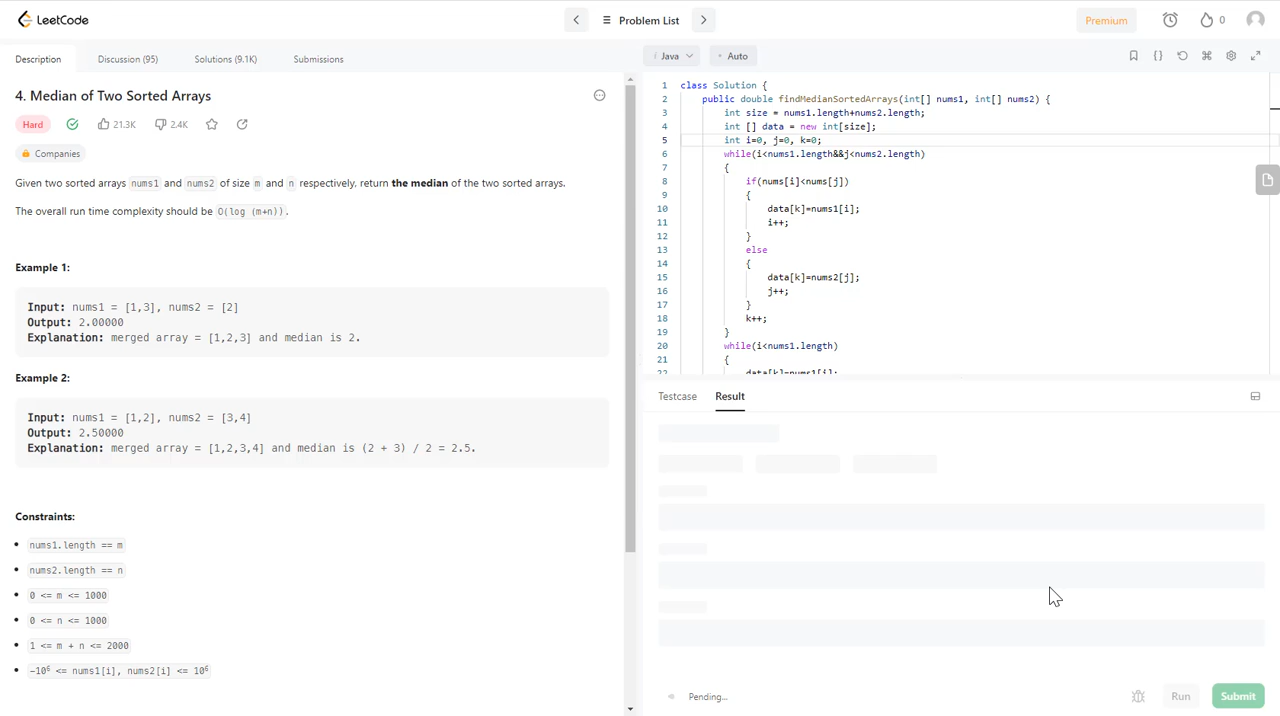 LeetCode
Problem List
Premium
0
Description
Discussion (95)
Solutions (9.1K)
Submissions
4. Median of Two Sorted Arrays
Hard
21.3K
2.4K
Companies
Given two sorted arrays nums1 and nums2 of size m and n respectively. return the median of the two sorted arrays.
The overall run time complexity should be O(log (m+n)).
Example 1:
Input: nums1 = [1,3], nums2 = [2]
Output: 2.00000
Explanation: merged array = [1,2,3] and median is 2.
Example 2:
Input: nums1 = [1,2], nums2 = [3,4]
Output: 2.50000
Explanation: merged array = [1,2,3,4] and median is (2 + 3) / 2 = 2.5.
Constraints:
nums1.length == m
nums2.length == n
0 <= m <= 1000
0 <= n <= 1000
1 <= m + n <= 2000
-10⁶ <= nums1[i], nums2[i] <= 10⁶
i Java
Auto
1 class Solution {
2 public double findMedianSortedArrays(int[] nums1, int[] nums2) {
3 int size = nums1.length+nums2.length;
4 int [] data = new int[size];
5 int i=0, j=0, k=0;
6 while(i<nums1.length&&j<nums2.length)
7 {
8 if(nums[i]<nums[j])
9 {
10 data[k]=nums1[i];
11 i++;
12 }
13 else
14 {
15 data[k]=nums2[j];
16 j++;
17 }
18 k++;
19 }
20 while(i<nums1.length)
21 {
22 data[k]=nums1[i];
Testcase
Result
Pending...
Run
Submit